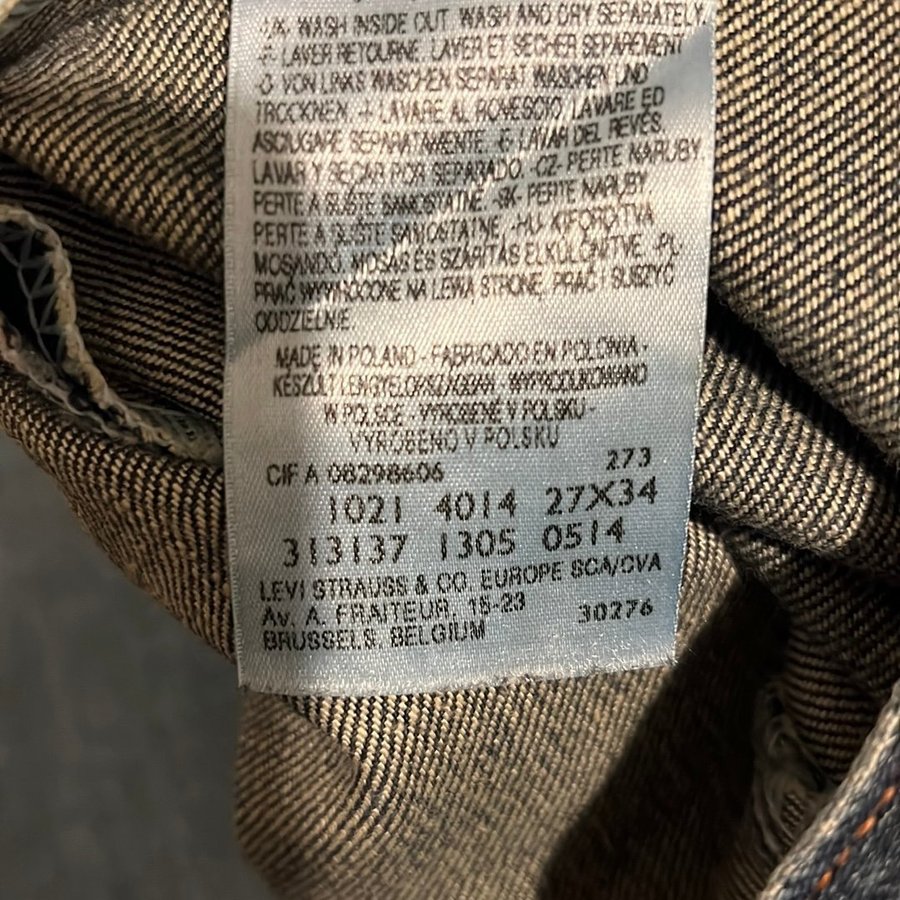 -UK- WASH INSIDE OUT. WASH AND DRY SEPARATELY.
-F- LAVER RETOURNE. LAVER ET SECHER SEPAREMENT.
-D- VON LINKS WASCHEN SEPARAT WASCHEN UND
TROCKNEN. -I- LAVARE AL ROVESCIO. LAVARE ED
ASCIUGARE SEPARATAMENTE. -E- LAVAR DEL REVÉS.
LAVAR Y SECAR POR SEPARADO. -CZ- PERTE NARUBY.
PERTE A SUŠTE SAMOSTATNĚ. -SK- PERTE NARUBY.
PERTE A SUŠTE SAMOSTATNE. -HU- KIFORDÍTVA
MOSANDÓ. MOSÁS ÉS SZÁRÍTÁS ELKÜLÖNÍTVE. -PL-
PRAĆ WYWRÓCONE NA LEWĄ STRONĘ. PRAĆ I SUSZYĆ
ODDZIELNIE.
MADE IN POLAND - FABRICADO EN POLONIA -
KÉSZÜLT LENGYELORSZÁGBAN - WYPRODUKOWANO
W POLSCE - VYROBENÉ V POĽSKU -
VYROBENO V POLSKU
CIF A 08298606 273
1021 4014 27X34
313137 1305 0514
LEVI STRAUSS & CO. EUROPE SCA/CVA
Av. A. FRAITEUR, 15-23 30276
BRUSSELS, BELGIUM